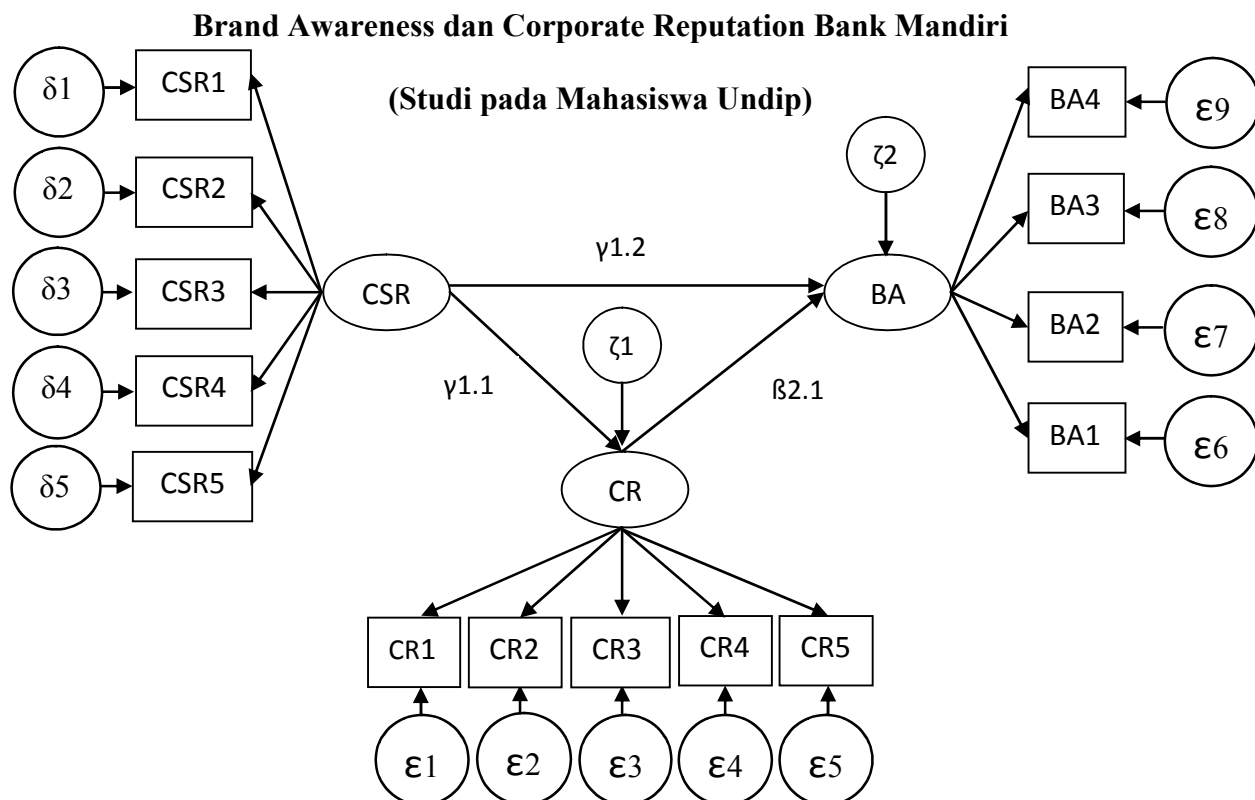 Brand Awareness dan Corporate Reputation Bank Mandiri
(Studi pada Mahasiswa Undip)
δ1
CSR1
δ2
CSR2
δ3
CSR3
δ4
CSR4
δ5
CSR5
CSR
γ1.2
γ1.1
ζ1
ß2.1
ζ2
BA
BA4
ε9
BA3
ε8
BA2
ε7
BA1
ε6
CR
CR1
CR2
CR3
CR4
CR5
ε1
ε2
ε3
ε4
ε5